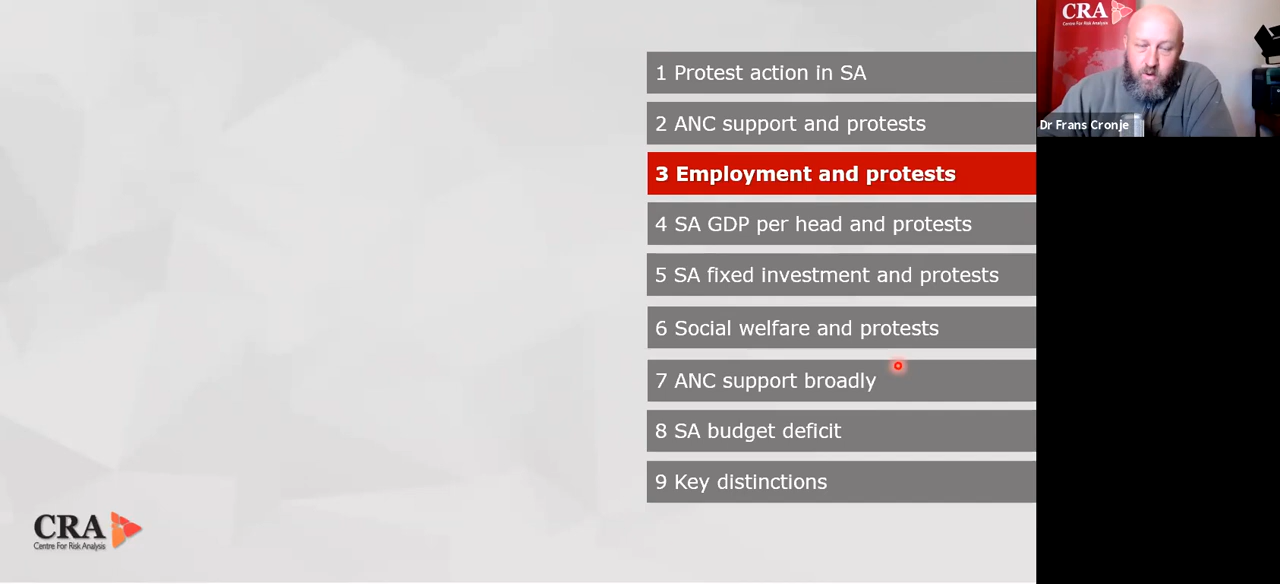 1 Protest action in SA
2 ANC support and protests
3 Employment and protests
4 SA GDP per head and protests
5 SA fixed investment and protests
6 Social welfare and protests
7 ANC support broadly
8 SA budget deficit
9 Key distinctions
CRA
Centre For Risk Analysis
CRA
Centre For Risk Analysis
Dr Frans Cronje